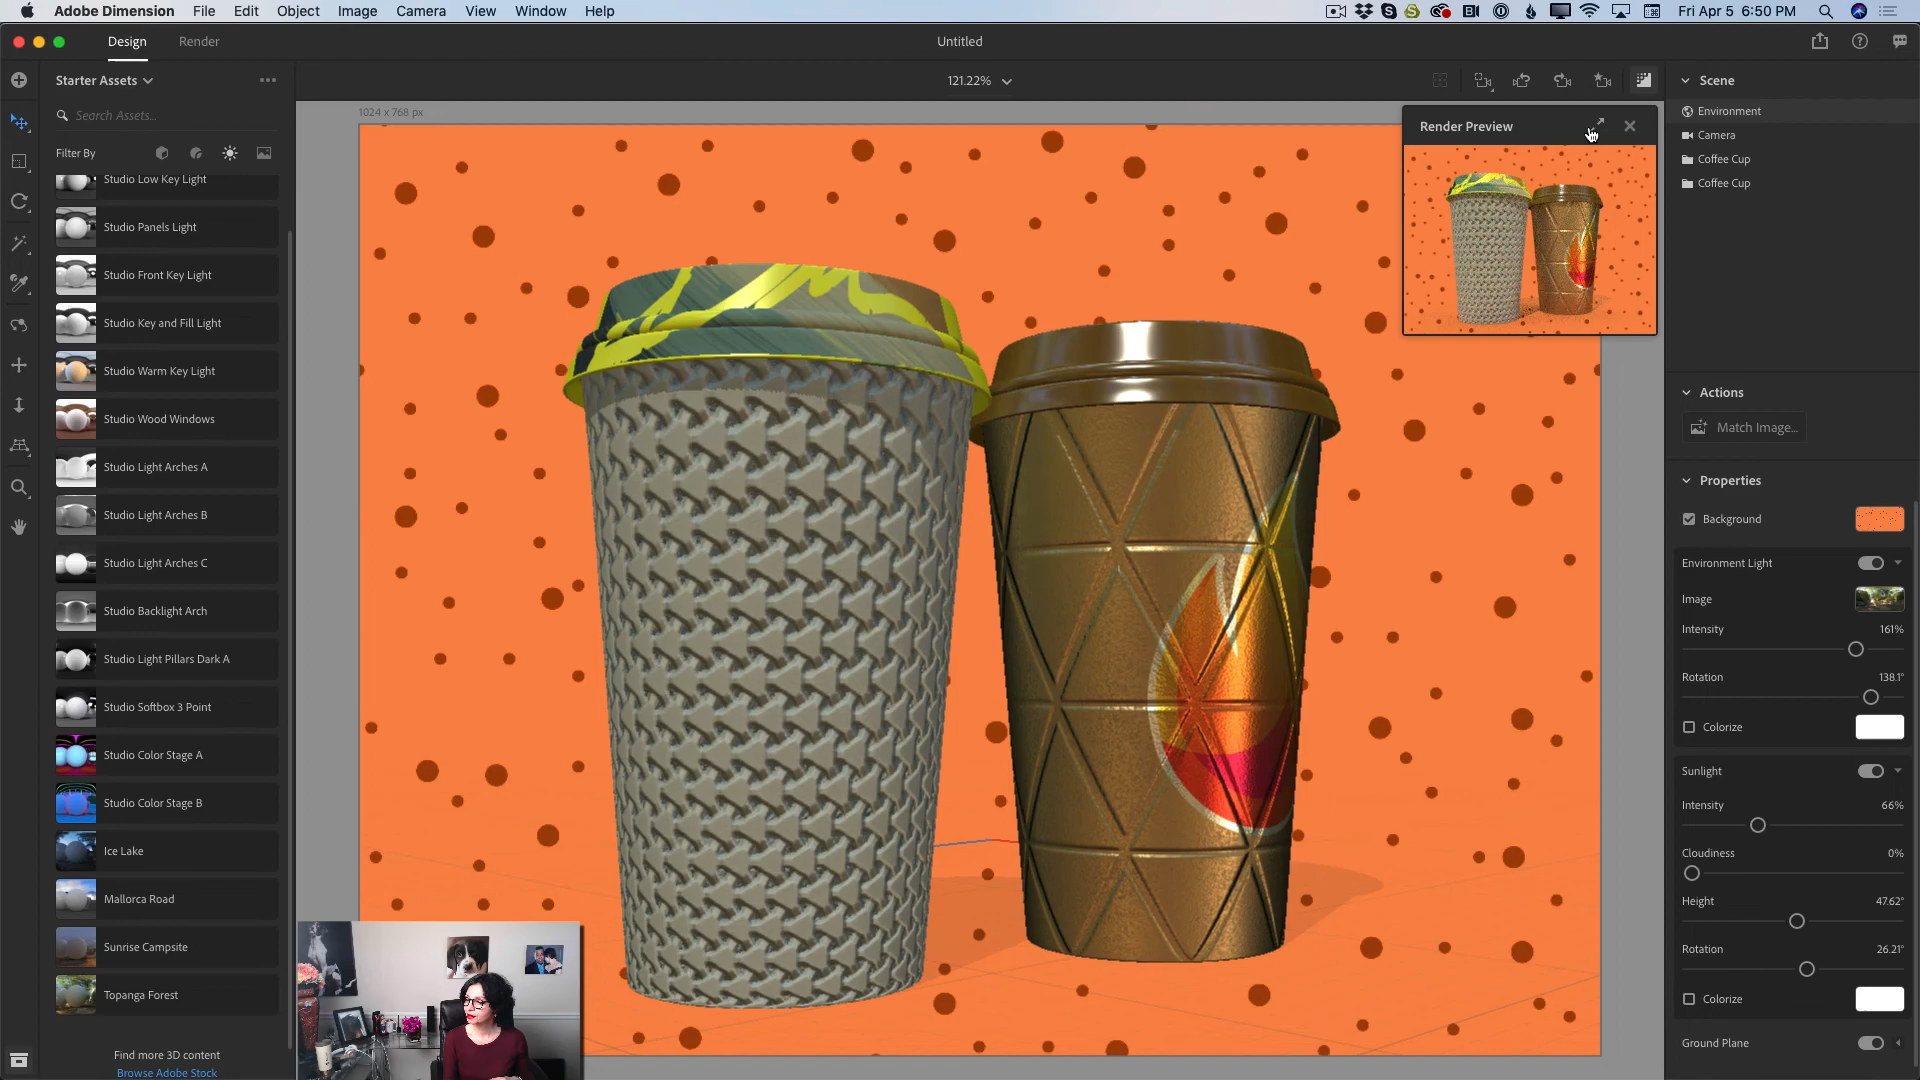 Adobe Dimension File Edit Object Image Camera View Window Help
Fri Apr 5 6:50 PM
Design Render
Untitled
Starter Assets
121.22%
Search Assets...
1024 x 768 px
Filter By
Studio Low Key Light
Studio Panels Light
Studio Front Key Light
Studio Key and Fill Light
Studio Warm Key Light
Studio Wood Windows
Studio Light Arches A
Studio Light Arches B
Studio Light Arches C
Studio Backlight Arch
Studio Light Pillars Dark A
Studio Softbox 3 Point
Studio Color Stage A
Studio Color Stage B
Ice Lake
Mallorca Road
Sunrise Campsite
Topanga Forest
Find more 3D content
Browse Adobe Stock
Render Preview
Scene
Environment
Camera
Coffee Cup
Coffee Cup
Actions
Match Image...
Properties
Background
Environment Light
Image
Intensity 161%
Rotation 138.1°
Colorize
Sunlight
Intensity 66%
Cloudiness 0%
Height 47.62°
Rotation 26.21°
Colorize
Ground Plane